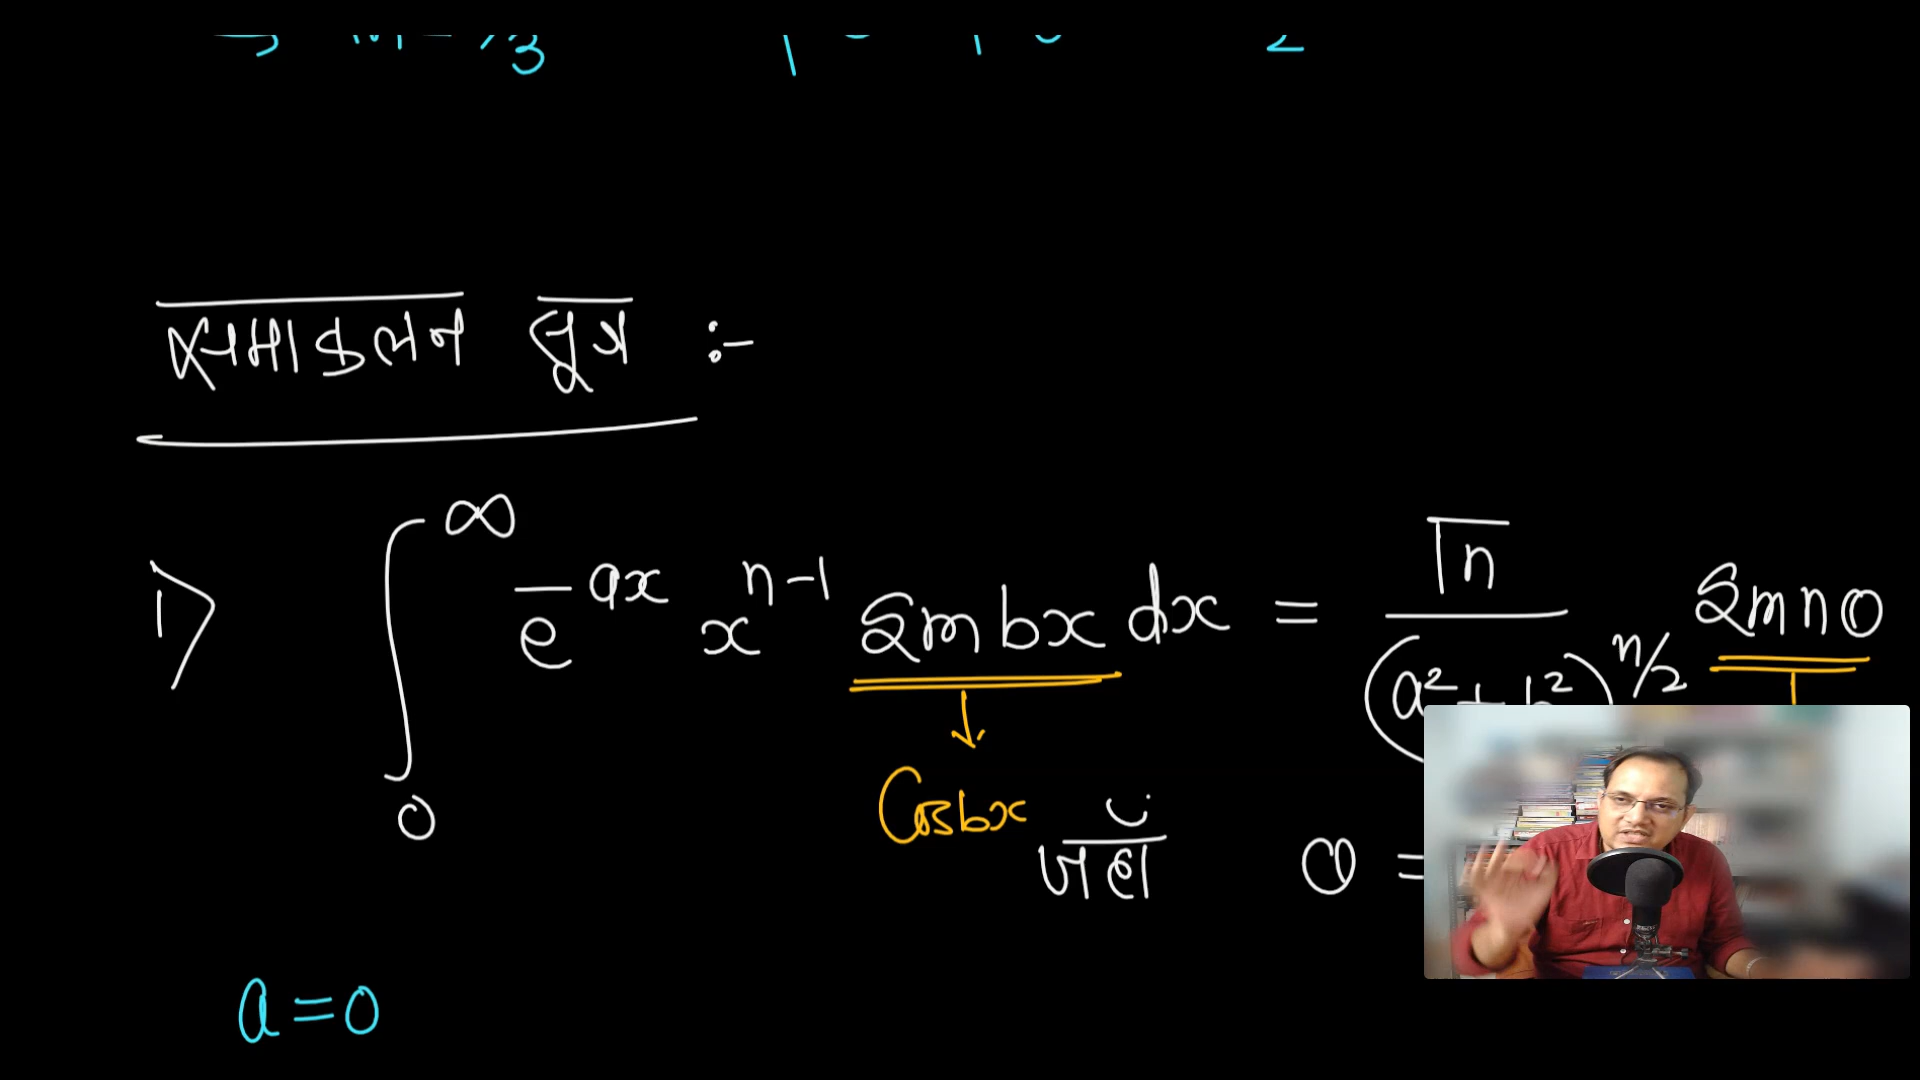 समाकलन सूत्र :-
1> ∫₀^∞ e^-ax x^n-1 Sin bx dx = Γn / (a² + b²)^n/2 Sin nθ
↓
Cos bx
जहाँ θ =
a = 0